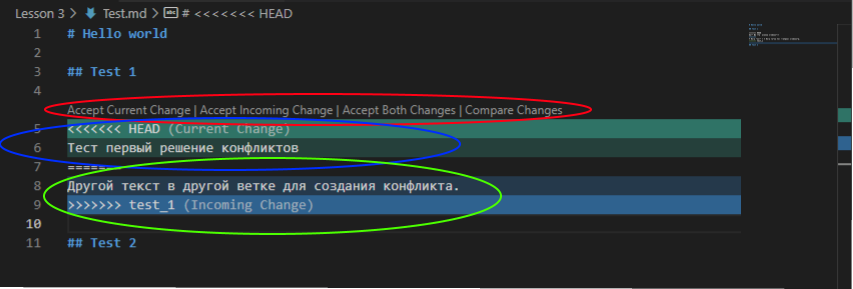 Lesson 3 > Test.md > abc # <<<<<<< HEAD
1 # Hello world
2
3 ## Test 1
4
Accept Current Change | Accept Incoming Change | Accept Both Changes | Compare Changes
5 <<<<<<< HEAD (Current Change)
6 Тест первый решение конфликтов
7 =======
8 Другой текст в другой ветке для создания конфликта.
9 >>>>>>> test_1 (Incoming Change)
10
11 ## Test 2